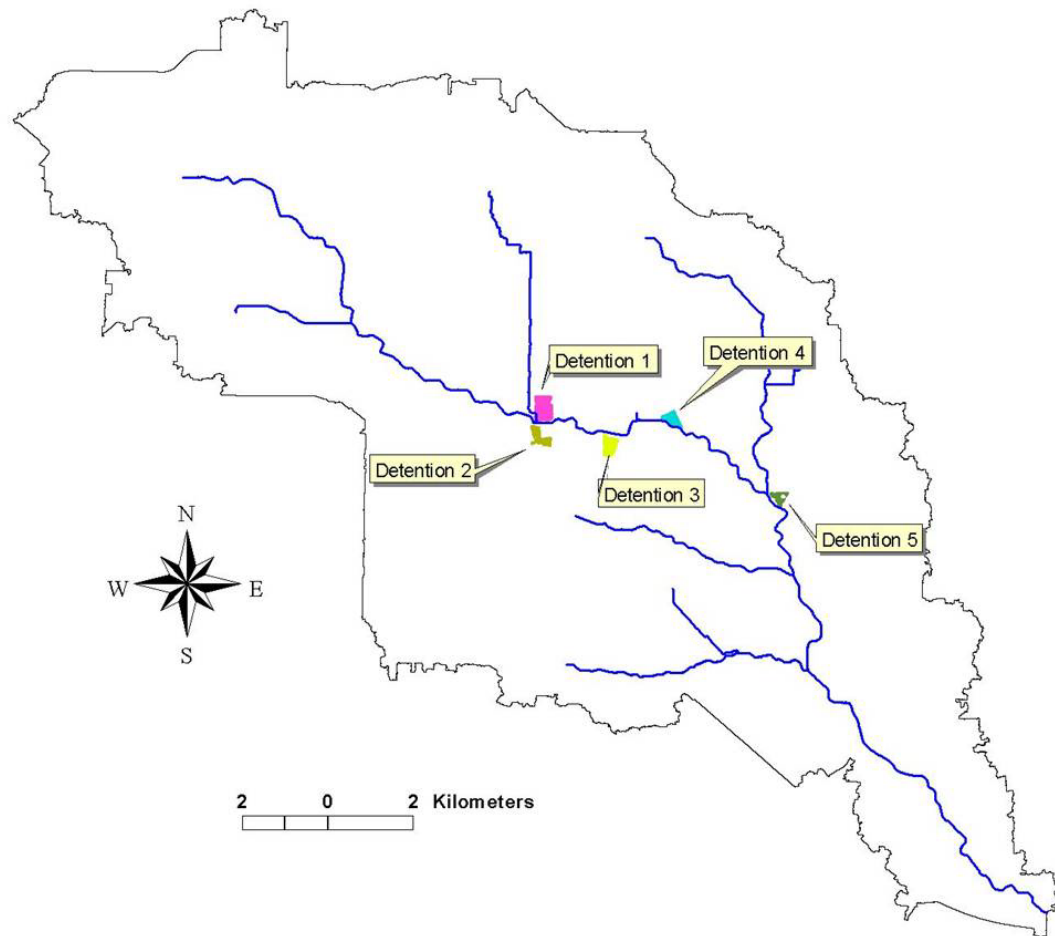 Detention 4
Detention 1
Detention 2
Detention 3
Detention 5
N
W E
S
2 0 2 Kilometers